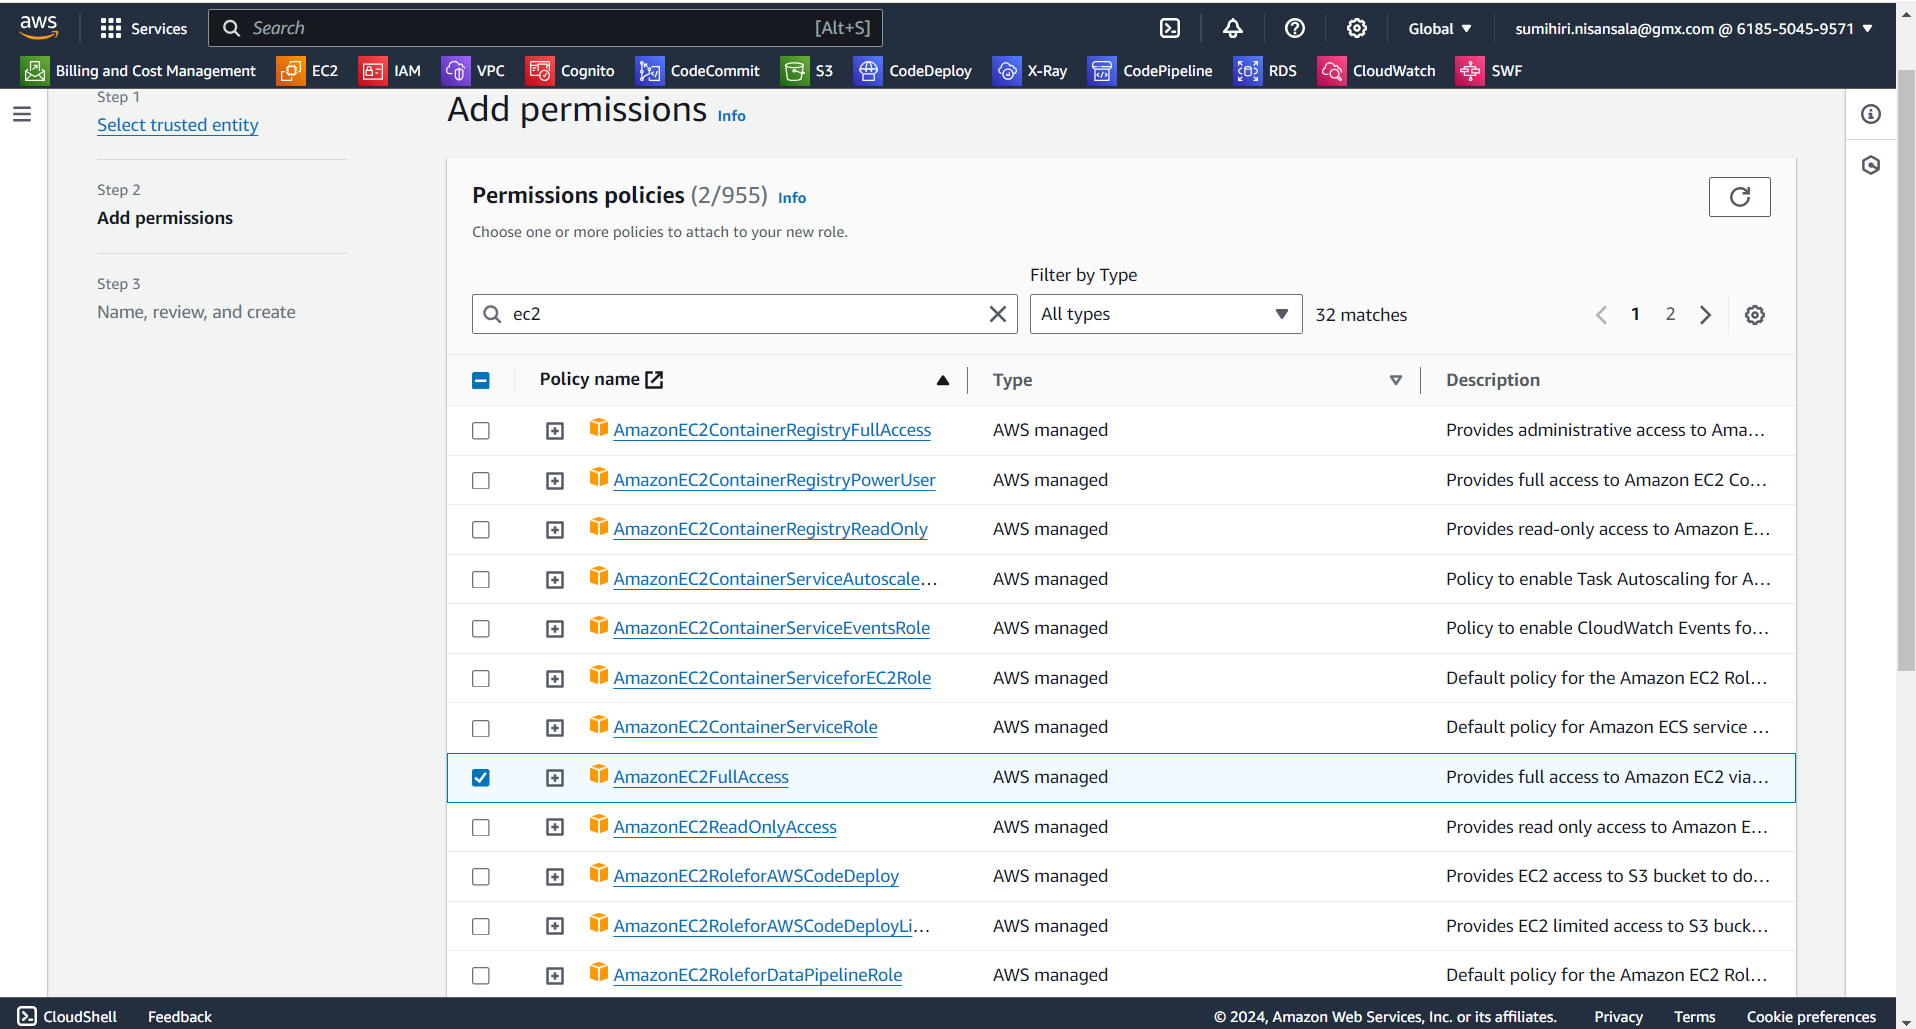 aws Services Search [Alt+S] Global sumihiri.nisansala@gmx.com @ 6185-5045-9571
Billing and Cost Management EC2 IAM VPC Cognito CodeCommit S3 CodeDeploy X-Ray CodePipeline RDS CloudWatch SWF
Step 1
Select trusted entity
Step 2
Add permissions
Step 3
Name, review, and create
Add permissions Info
Permissions policies (2/955) Info
Choose one or more policies to attach to your new role.
Filter by Type
ec2 All types 32 matches 1 2
Policy name Type Description
AmazonEC2ContainerRegistryFullAccess AWS managed Provides administrative access to Ama...
AmazonEC2ContainerRegistryPowerUser AWS managed Provides full access to Amazon EC2 Co...
AmazonEC2ContainerRegistryReadOnly AWS managed Provides read-only access to Amazon E...
AmazonEC2ContainerServiceAutoscale... AWS managed Policy to enable Task Autoscaling for A...
AmazonEC2ContainerServiceEventsRole AWS managed Policy to enable CloudWatch Events fo...
AmazonEC2ContainerServiceforEC2Role AWS managed Default policy for the Amazon EC2 Rol...
AmazonEC2ContainerServiceRole AWS managed Default policy for Amazon ECS service ...
AmazonEC2FullAccess AWS managed Provides full access to Amazon EC2 via...
AmazonEC2ReadOnlyAccess AWS managed Provides read only access to Amazon E...
AmazonEC2RoleforAWSCodeDeploy AWS managed Provides EC2 access to S3 bucket to do...
AmazonEC2RoleforAWSCodeDeployLi... AWS managed Provides EC2 limited access to S3 buck...
AmazonEC2RoleforDataPipelineRole AWS managed Default policy for the Amazon EC2 Rol...
CloudShell Feedback © 2024, Amazon Web Services, Inc. or its affiliates. Privacy Terms Cookie preferences